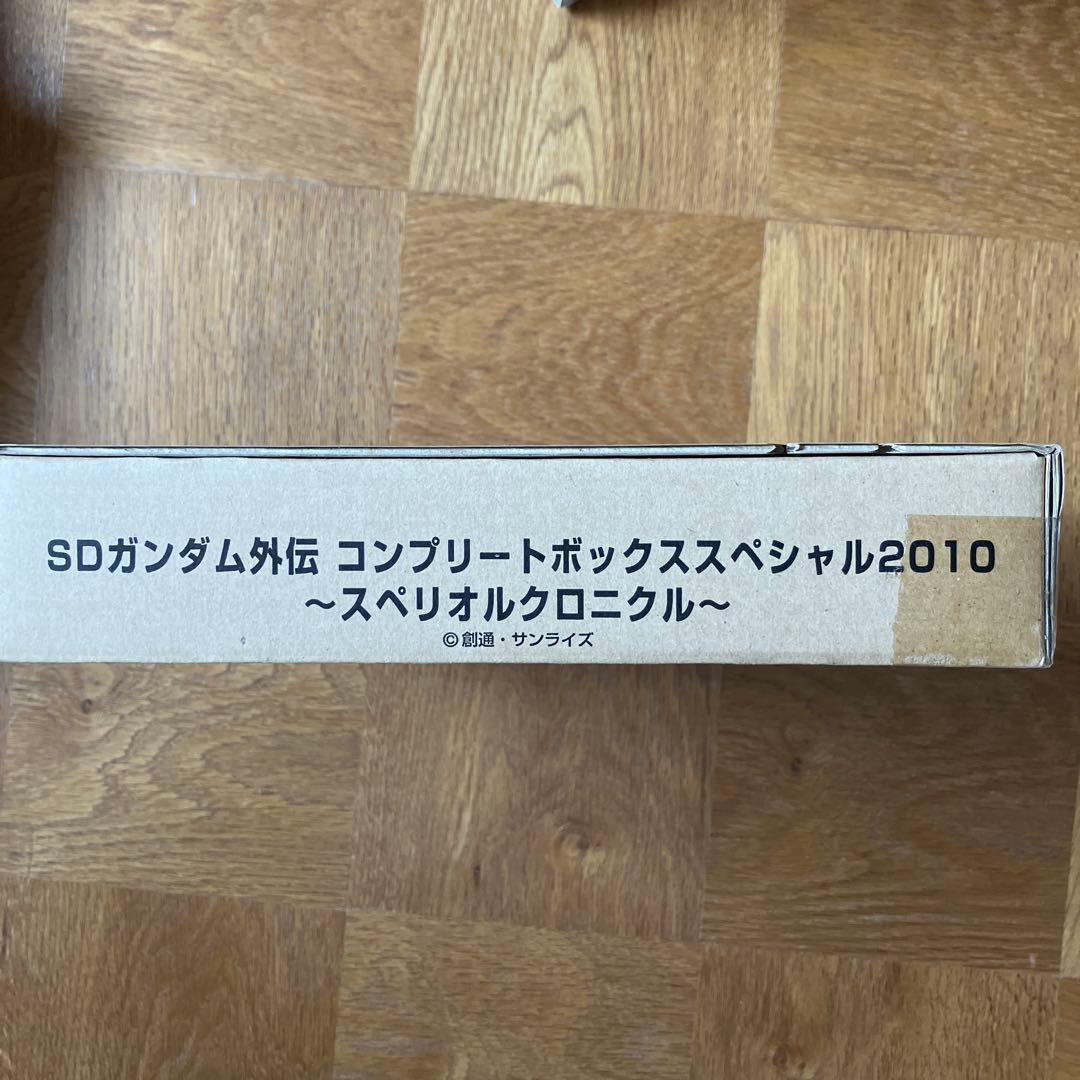 SDガンダム外伝 コンプリートボックススペシャル2010
～スペリオルクロニクル～
©創通・サンライズ